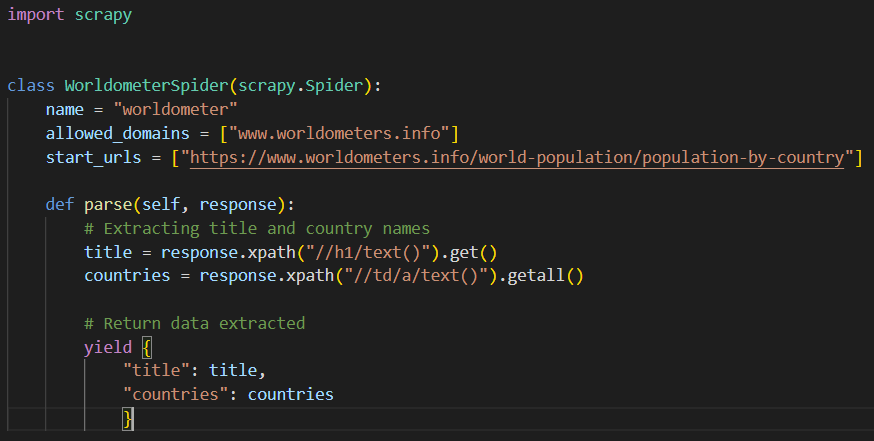 import scrapy
class WorldometerSpider(scrapy.Spider):
    name = "worldometer"
    allowed_domains = ["www.worldometers.info"]
    start_urls = ["https://www.worldometers.info/world-population/population-by-country"]
    def parse(self, response):
        # Extracting title and country names
        title = response.xpath("//h1/text()").get()
        countries = response.xpath("//td/a/text()").getall()
        # Return data extracted
        yield {
            "title": title,
            "countries": countries
            }